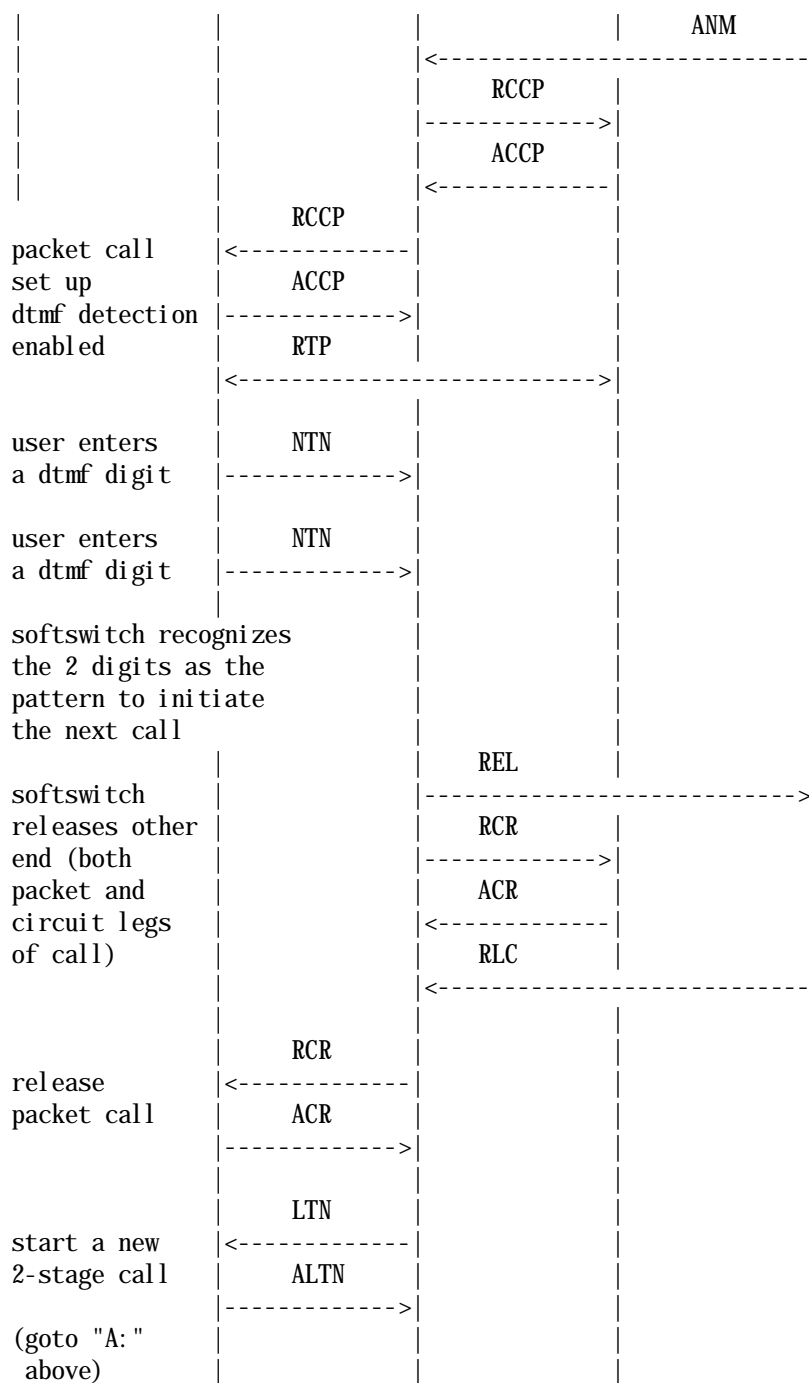 |                |                |                |      ANM
|                |                |<----------------------------
|                |                |      RCCP      |
|                |                |------------->|
|                |                |      ACCP      |
|                |                |<-------------|
                 |      RCCP      |                |
packet call      |<-------------|                |
set up           |      ACCP      |                |
dtmf detection |------------->|                |
enabled          |      RTP       |                |
                 |<---------------------------->|
                 |                |                |
user enters      |      NTN       |                |
a dtmf digit     |------------->|                |
                 |                |                |
user enters      |      NTN       |                |
a dtmf digit     |------------->|                |
                 |                |                |
softswitch recognizes             |                |
the 2 digits as the               |                |
pattern to initiate               |                |
the next call                     |                |
                 |                |      REL       |
softswitch       |                |---------------------------->
releases other |                |      RCR       |
end (both        |                |------------->|
packet and       |                |      ACR       |
circuit legs     |                |<-------------|
of call)         |                |      RLC       |
                 |                |<----------------------------
                 |                |                |
                 |      RCR       |                |
release          |<-------------|                |
packet call      |      ACR       |                |
                 |------------->|                |
                 |                |                |
                 |      LTN       |                |
start a new      |<-------------|                |
2-stage call     |      ALTN      |                |
                 |------------->|                |
(goto "A:"       |                |                |
 above)          |                |                |